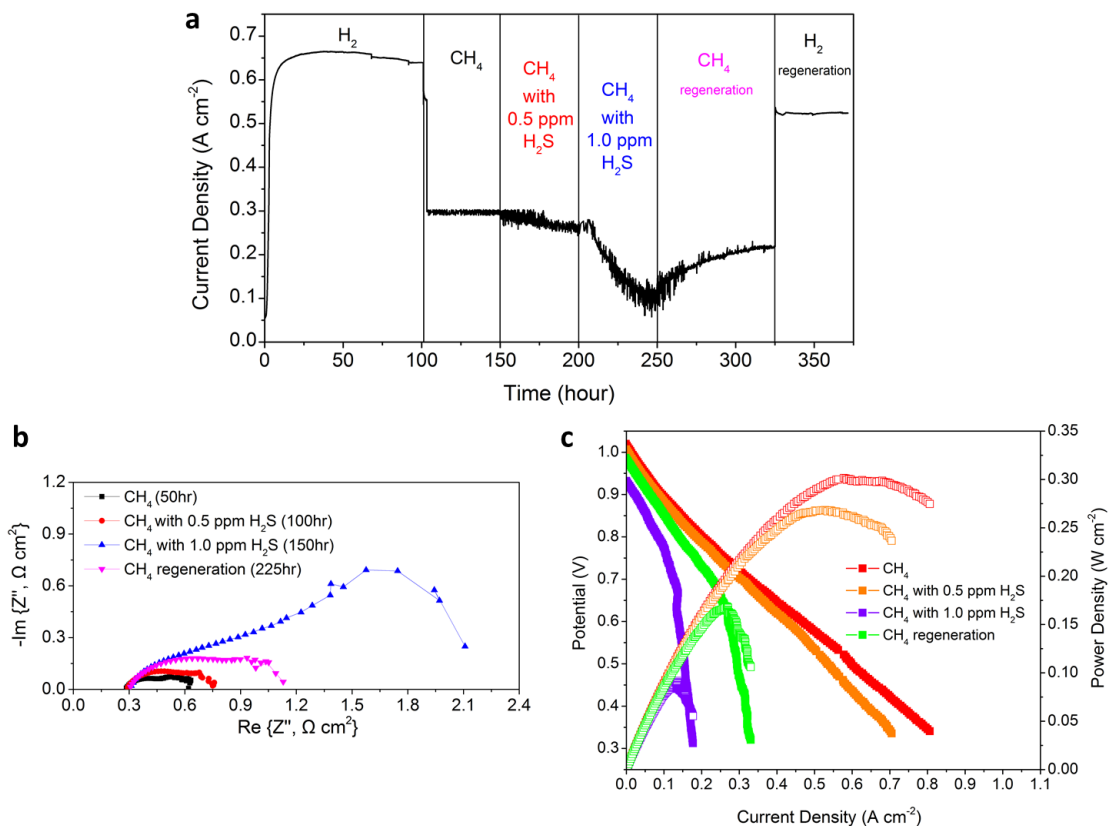 a
H₂
CH₄
CH₄
with
0.5 ppm
H₂S
CH₄
with
1.0 ppm
H₂S
CH₄
regeneration
H₂
regeneration
0.7
0.6
0.5
0.4
0.3
0.2
0.1
0.0
Current Density (A cm⁻²)
0 50 100 150 200 250 300 350
Time (hour)
b
CH₄ (50hr)
CH₄ with 0.5 ppm H₂S (100hr)
CH₄ with 1.0 ppm H₂S (150hr)
CH₄ regeneration (225hr)
1.2
0.9
0.6
0.3
0.0
-Im {Z'', Ω cm²}
0.0 0.3 0.6 0.9 1.2 1.5 1.8 2.1 2.4
Re {Z'', Ω cm²}
c
1.0
0.9
0.8
0.7
0.6
0.5
0.4
0.3
Potential (V)
CH₄
CH₄ with 0.5 ppm H₂S
CH₄ with 1.0 ppm H₂S
CH₄ regeneration
0.35
0.30
0.25
0.20
0.15
0.10
0.05
0.00
Power Density (W cm⁻²)
0.0 0.1 0.2 0.3 0.4 0.5 0.6 0.7 0.8 0.9 1.0 1.1
Current Density (A cm⁻²)